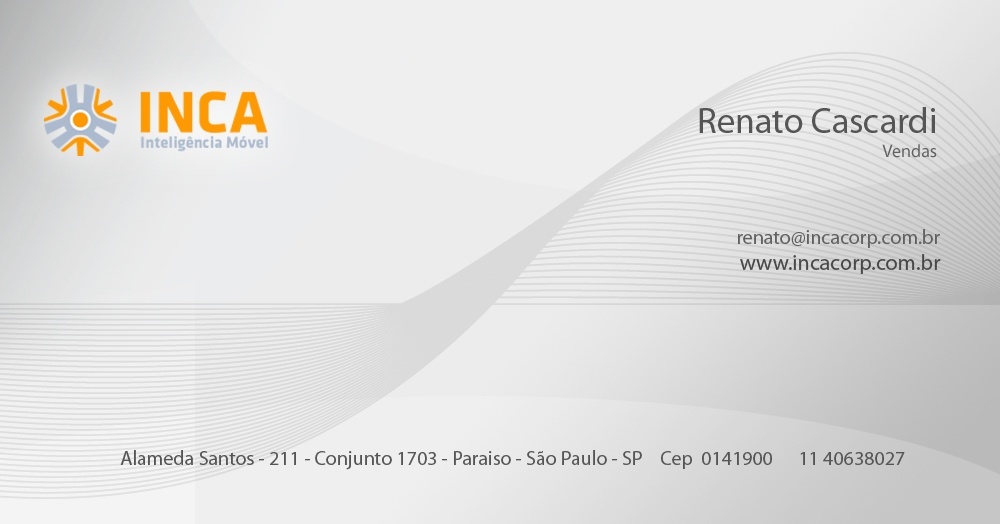 INCA
Inteligência Móvel
Renato Cascardi
Vendas
renato@incacorp.com.br
www.incacorp.com.br
Alameda Santos - 211 - Conjunto 1703 - Paraiso - São Paulo - SP Cep 0141900 11 40638027